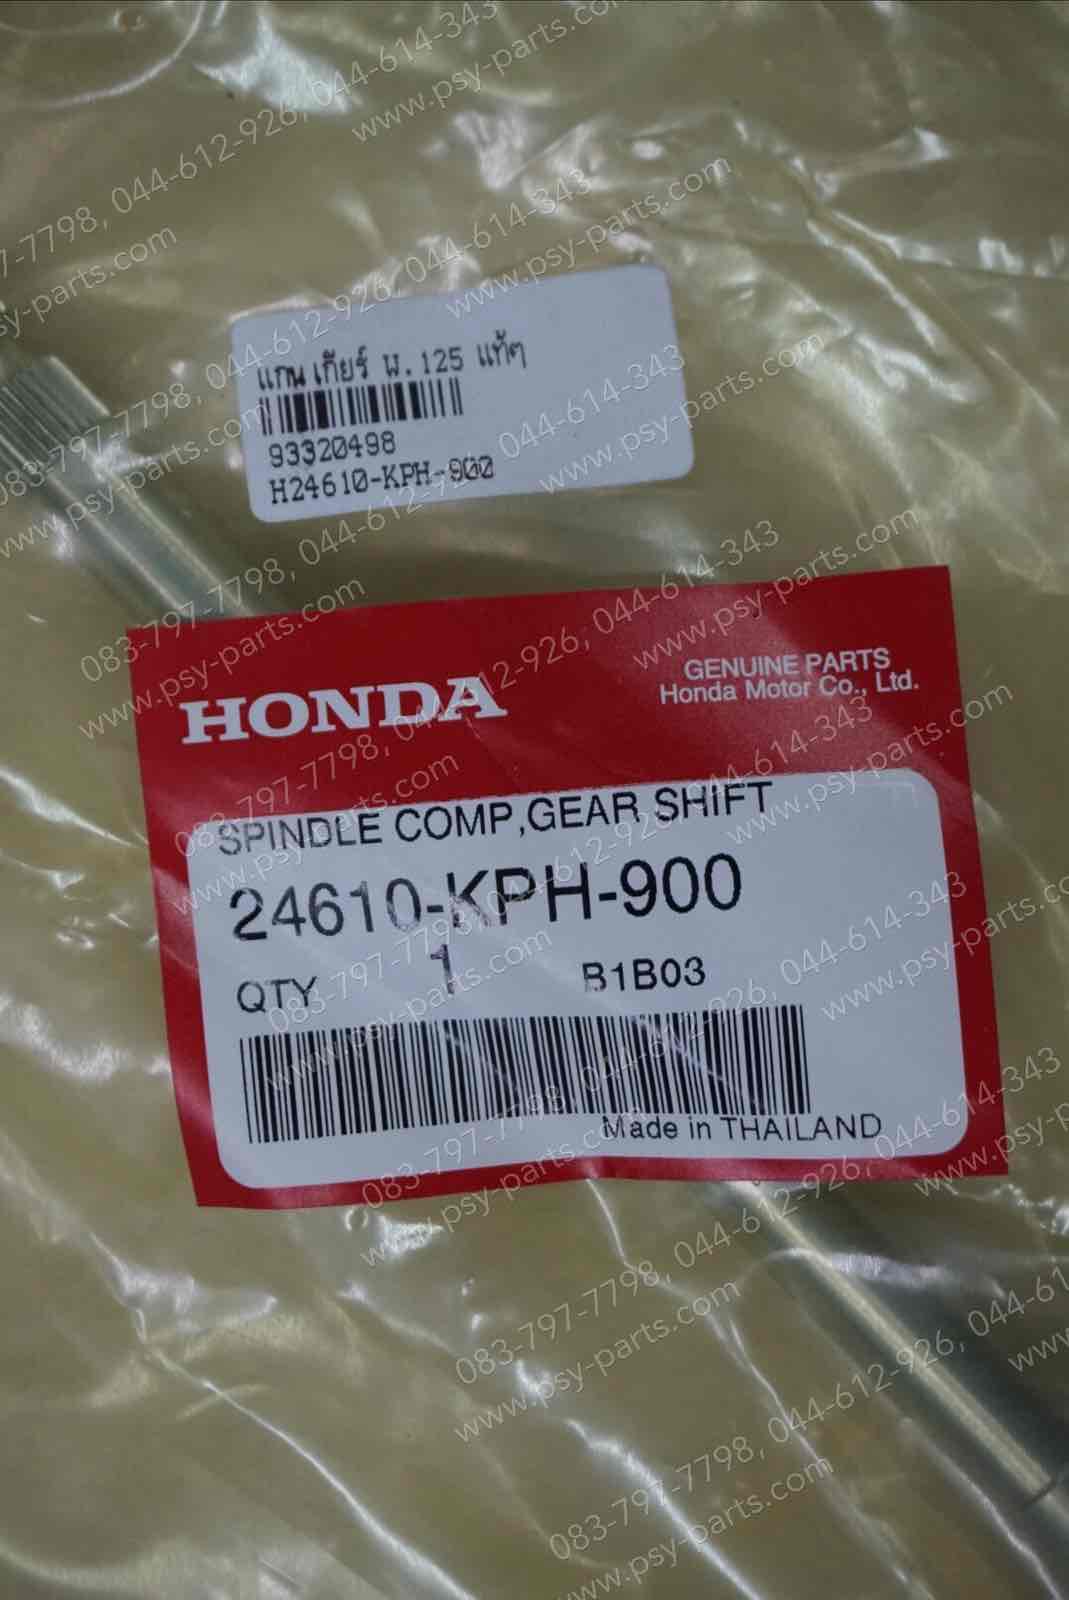 แกนเกียร์ W.125 แท้ๆ
93320498
H24610-KPH-900
HONDA
GENUINE PARTS
Honda Motor Co., Ltd.
SPINDLE COMP,GEAR SHIFT
24610-KPH-900
QTY 1 B1B03
Made in THAILAND
083-797-7798, 044-612-926, 044-614-343
www.psy-parts.com